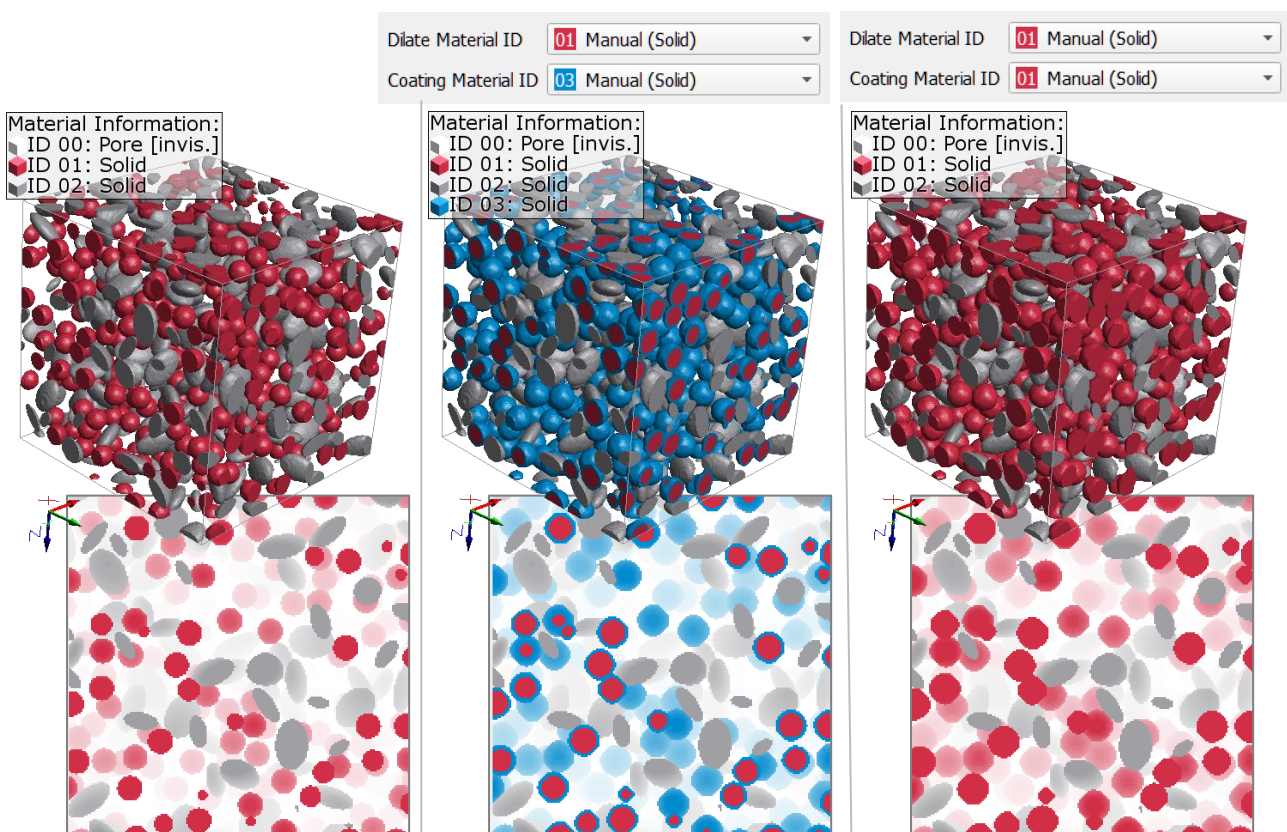 Dilate Material ID 01 Manual (Solid)
Coating Material ID 03 Manual (Solid)
Dilate Material ID 01 Manual (Solid)
Coating Material ID 01 Manual (Solid)
Material Information:
ID 00: Pore [invis.]
ID 01: Solid
ID 02: Solid
Material Information:
ID 00: Pore [invis.]
ID 01: Solid
ID 02: Solid
ID 03: Solid
Material Information:
ID 00: Pore [invis.]
ID 01: Solid
ID 02: Solid
X
Z
X
Z
X
Z